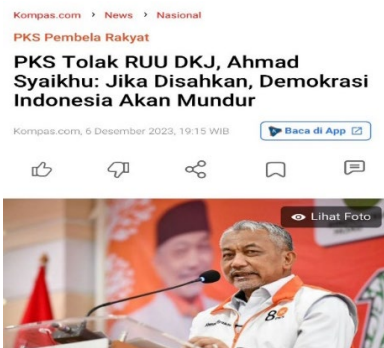 Kompas.com > News > Nasional
PKS Pembela Rakyat
PKS Tolak RUU DKJ, Ahmad
Syaikhu: Jika Disahkan, Demokrasi
Indonesia Akan Mundur
Kompas.com, 6 Desember 2023, 19:15 WIB
Baca di App
Lihat Foto
8